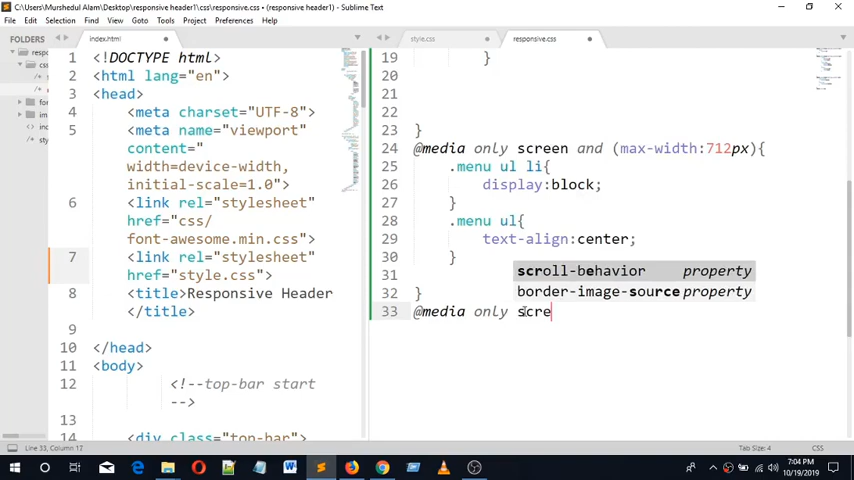 C:\Users\Murshedul Alam\Desktop\responsive header1\css\responsive.css • (responsive header1) - Sublime Text
File Edit Selection Find View Goto Tools Project Preferences Help
FOLDERS
respo
css
s
r
fon
im
ind
sty
index.html
1 <!DOCTYPE html>
2 <html lang="en">
3 <head>
4 <meta charset="UTF-8">
5 <meta name="viewport"
content="
width=device-width,
initial-scale=1.0">
6 <link rel="stylesheet"
href="css/
font-awesome.min.css">
7 <link rel="stylesheet"
href="style.css">
8 <title>Responsive Header
</title>
9
10 </head>
11 <body>
12 <!--top-bar start
-->
13
14 <div class="top-bar">
style.css
responsive.css
19 }
20
21
22
23 }
24 @media only screen and (max-width:712px){
25 .menu ul li{
26 display:block;
27 }
28 .menu ul{
29 text-align:center;
30 }
31
32 }
33 @media only scre
scroll-behavior property
border-image-source property
Line 33, Column 17
Tab Size: 4
CSS
7:04 PM
10/19/2019